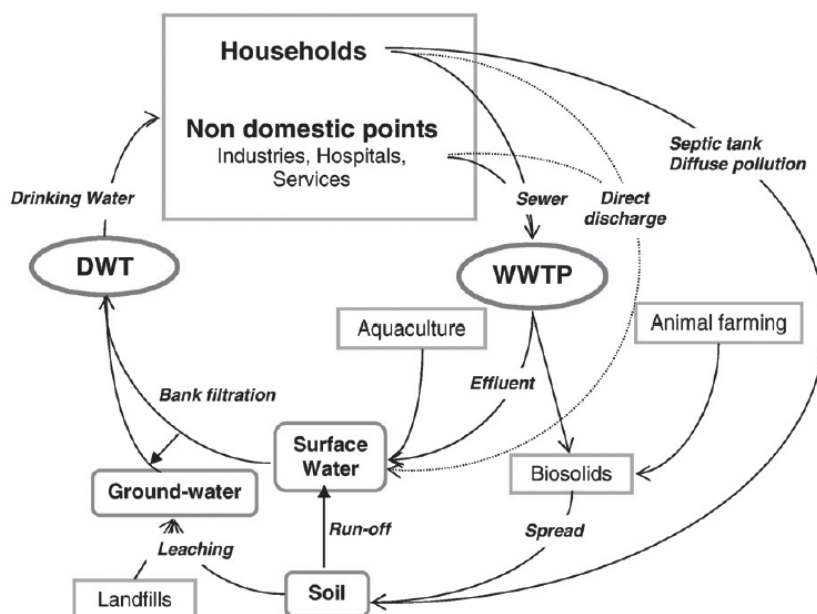 Households
Non domestic points
Industries, Hospitals,
Services
Septic tank
Diffuse pollution
Drinking Water
Sewer
Direct
discharge
DWT
WWTP
Aquaculture
Animal farming
Effluent
Bank filtration
Surface
Water
Ground-water
Biosolids
Run-off
Spread
Leaching
Landfills
Soil